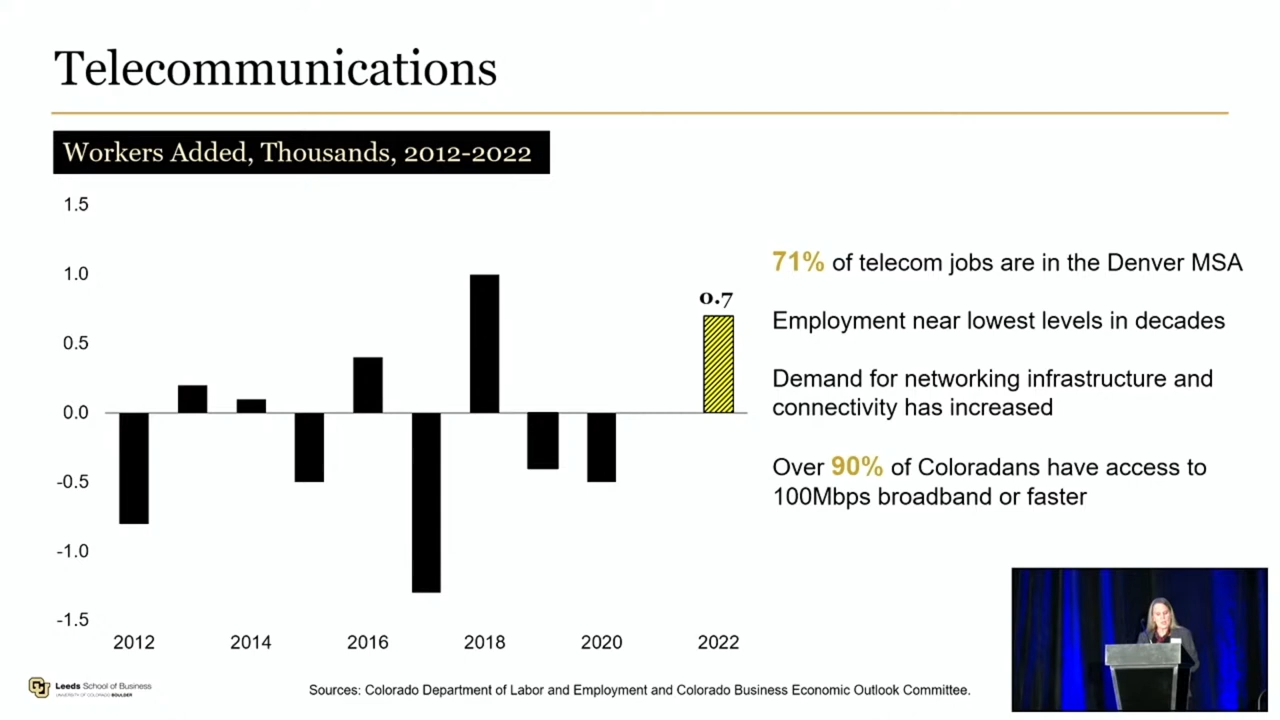 Telecommunications
Workers Added, Thousands, 2012-2022
1.5
1.0
0.5
0.0
-0.5
-1.0
-1.5
0.7
2012 2014 2016 2018 2020 2022
71% of telecom jobs are in the Denver MSA
Employment near lowest levels in decades
Demand for networking infrastructure and
connectivity has increased
Over 90% of Coloradans have access to
100Mbps broadband or faster
Leeds School of Business
UNIVERSITY OF COLORADO BOULDER
Sources: Colorado Department of Labor and Employment and Colorado Business Economic Outlook Committee.